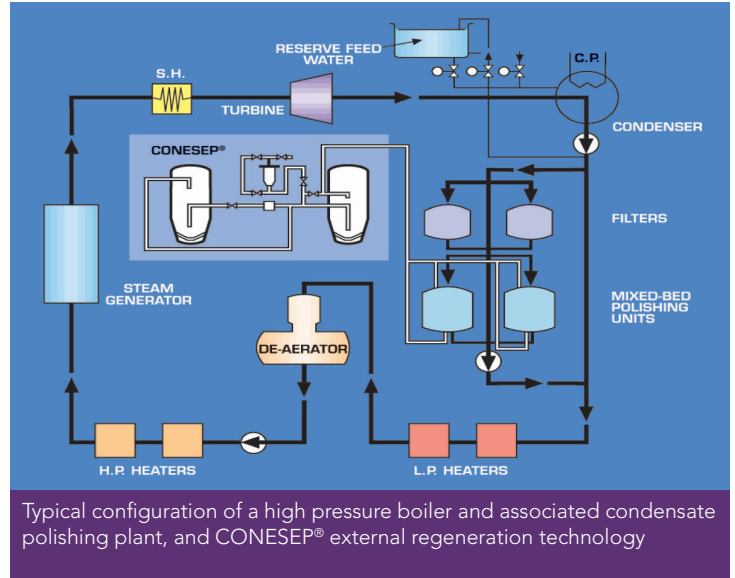 RESERVE FEED
WATER
C.P.
S.H.
TURBINE
CONDENSER
CONESEP®
FILTERS
STEAM
GENERATOR
MIXED-BED
POLISHING
UNITS
DE-AERATOR
H.P. HEATERS
L.P. HEATERS
Typical configuration of a high pressure boiler and associated condensate
polishing plant, and CONESEP® external regeneration technology